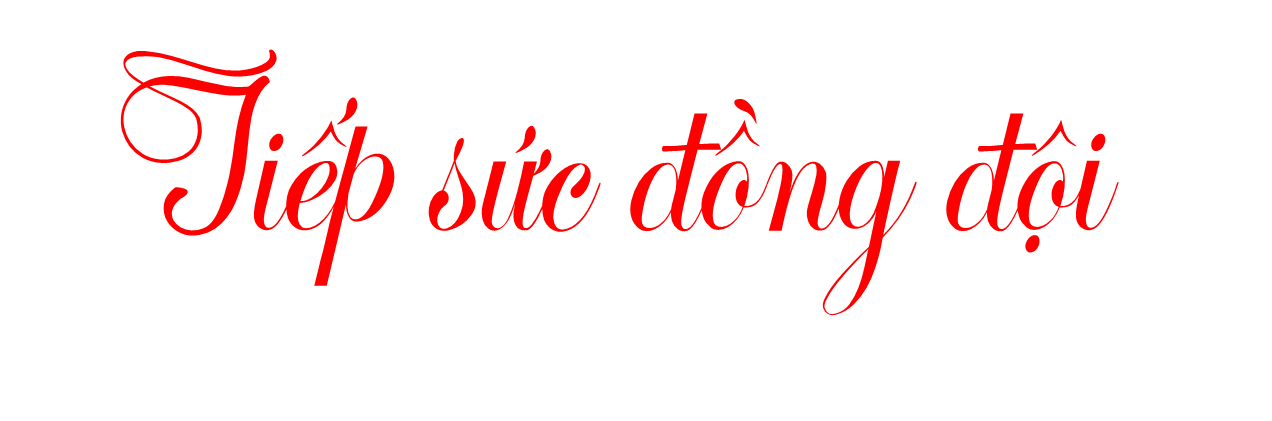 Tiếp sức đồng đội